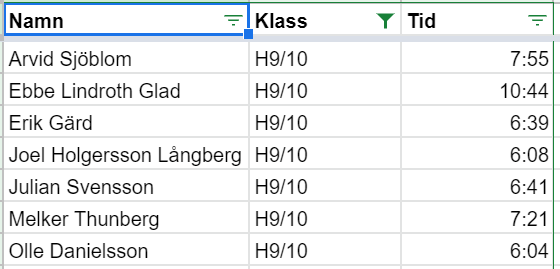 Namn Klass Tid
Arvid Sjöblom H9/10 7:55
Ebbe Lindroth Glad H9/10 10:44
Erik Gärd H9/10 6:39
Joel Holgersson Långberg H9/10 6:08
Julian Svensson H9/10 6:41
Melker Thunberg H9/10 7:21
Olle Danielsson H9/10 6:04